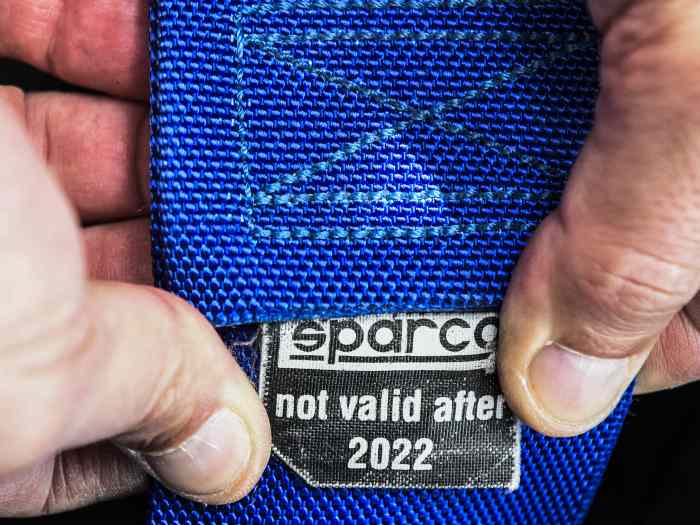 sparco
not valid after
2022